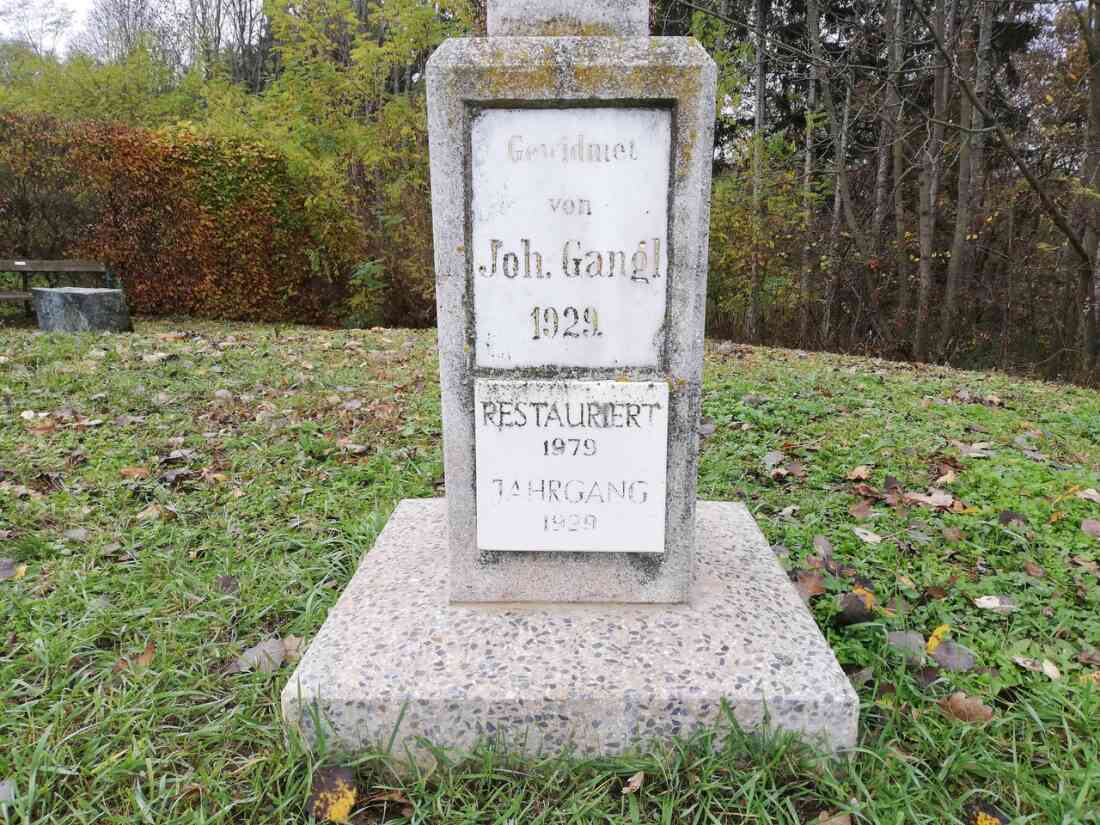 Gewidmet
von
Joh. Gangl
1929.
RESTAURIERT
1979
JAHRGANG
1929